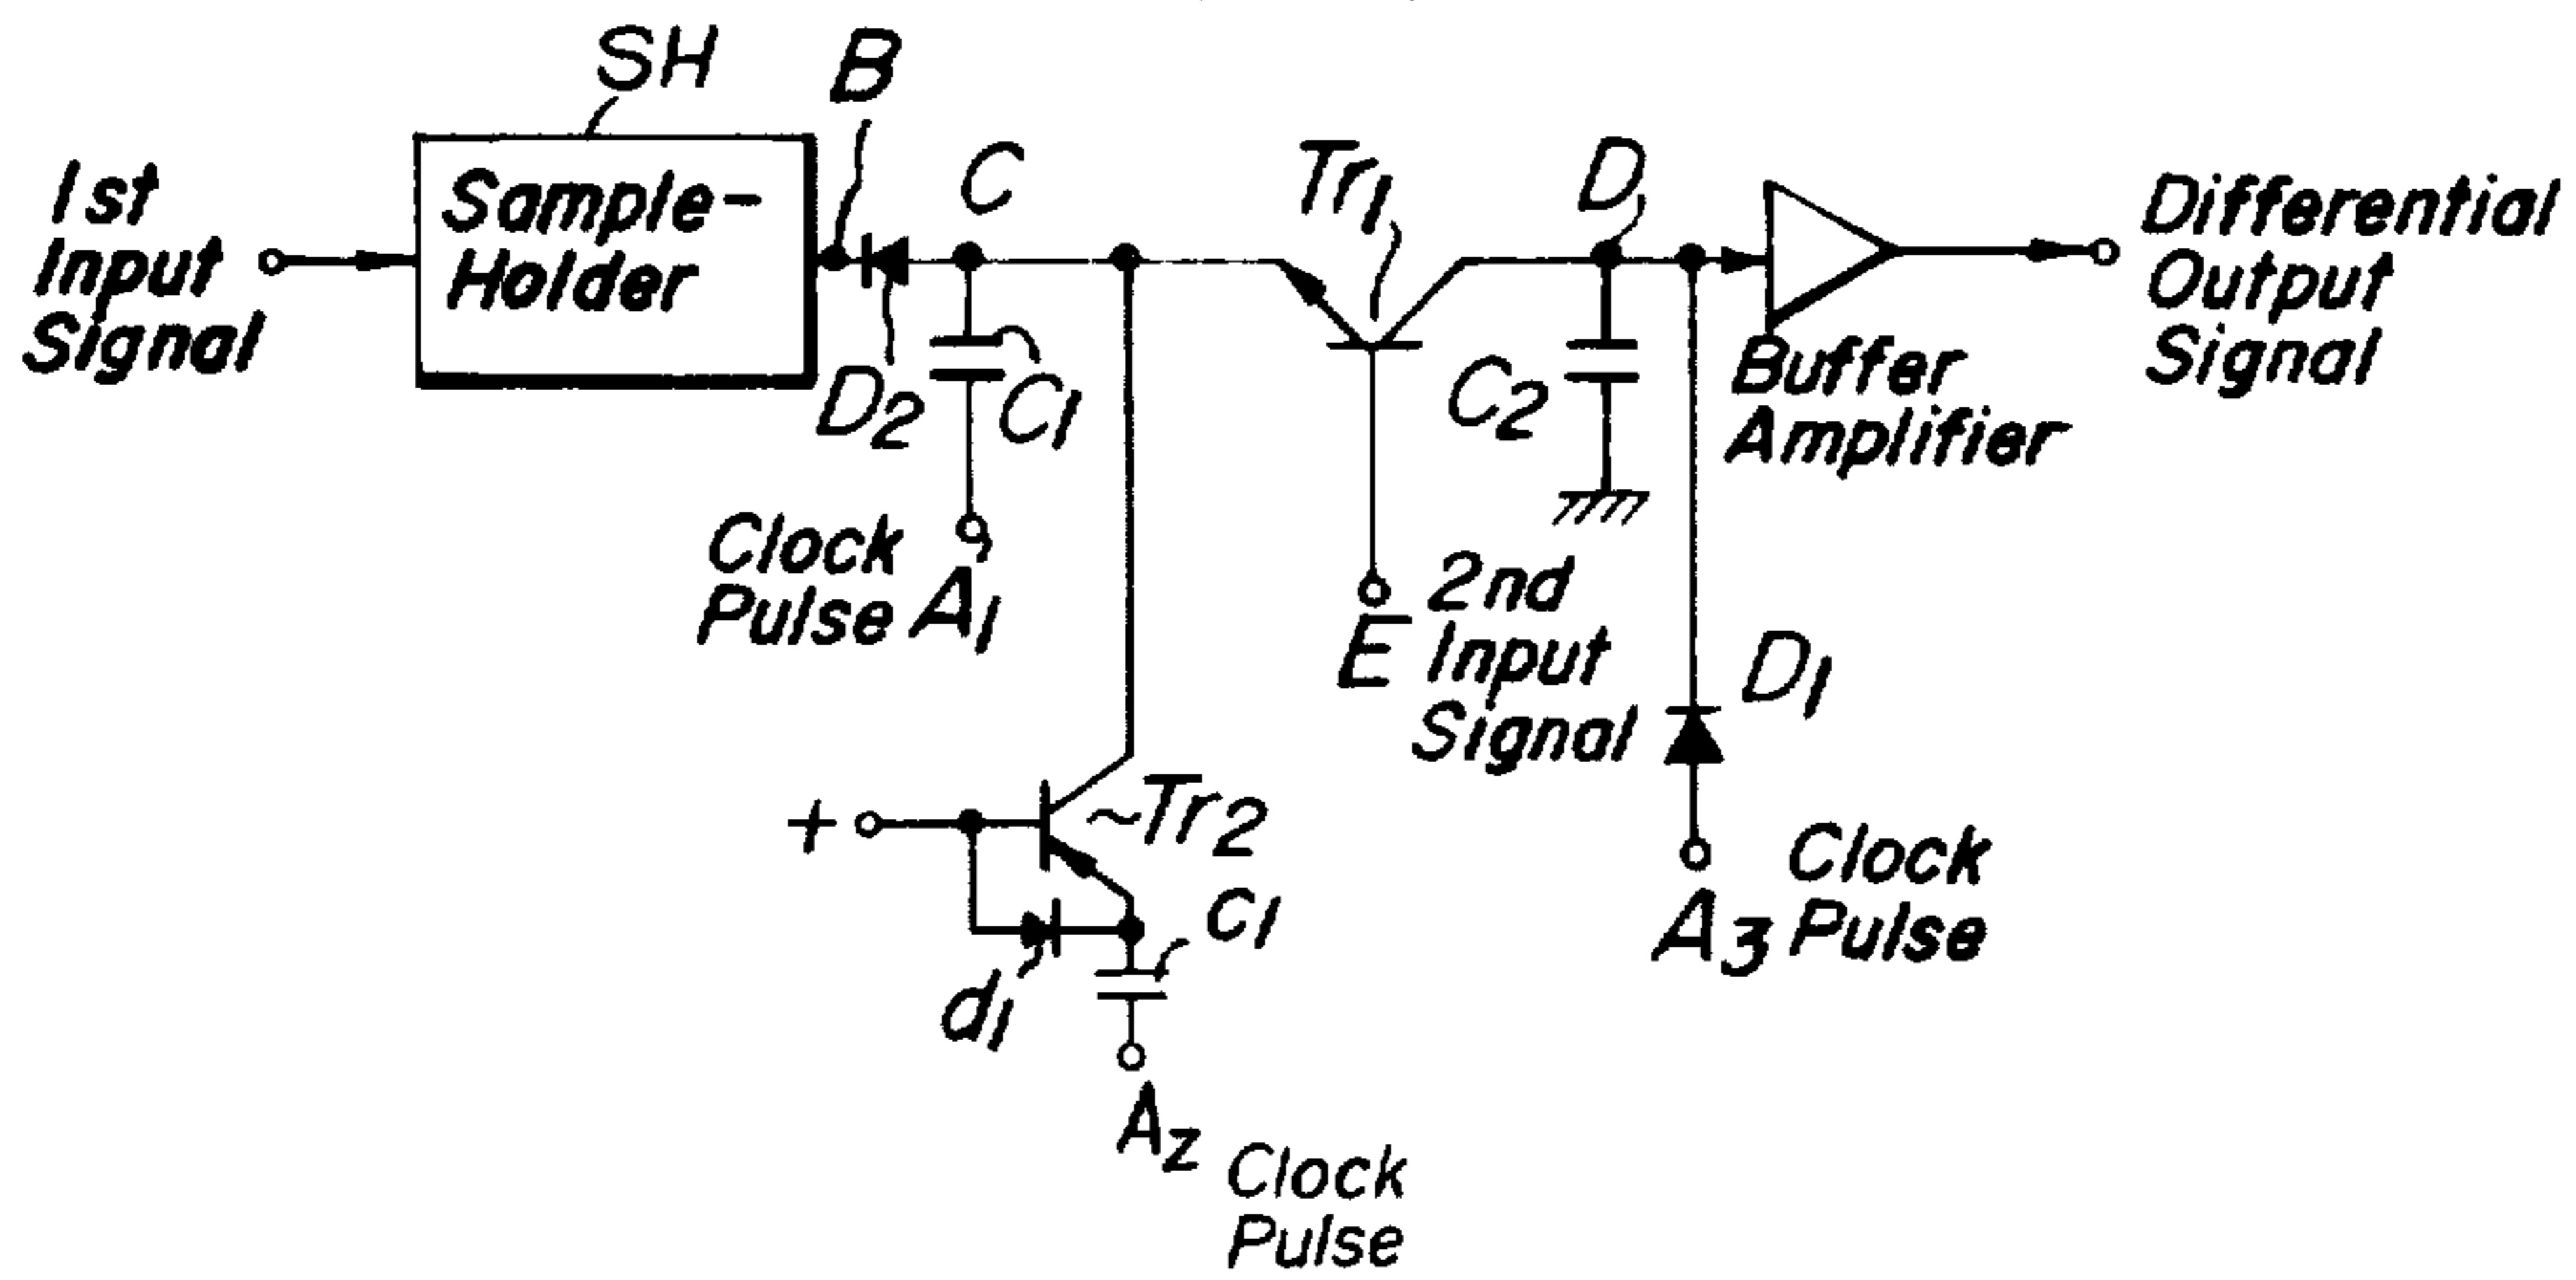 SH
B
C
Tr1
D
1st
Input
Signal
Sample-
Holder
Differential
Output
Signal
D2
C1
C2
Buffer
Amplifier
Clock
Pulse A1
E
2nd
Input
Signal
D1
+
~Tr2
C1
d1
A3
Clock
Pulse
Az
Clock
Pulse